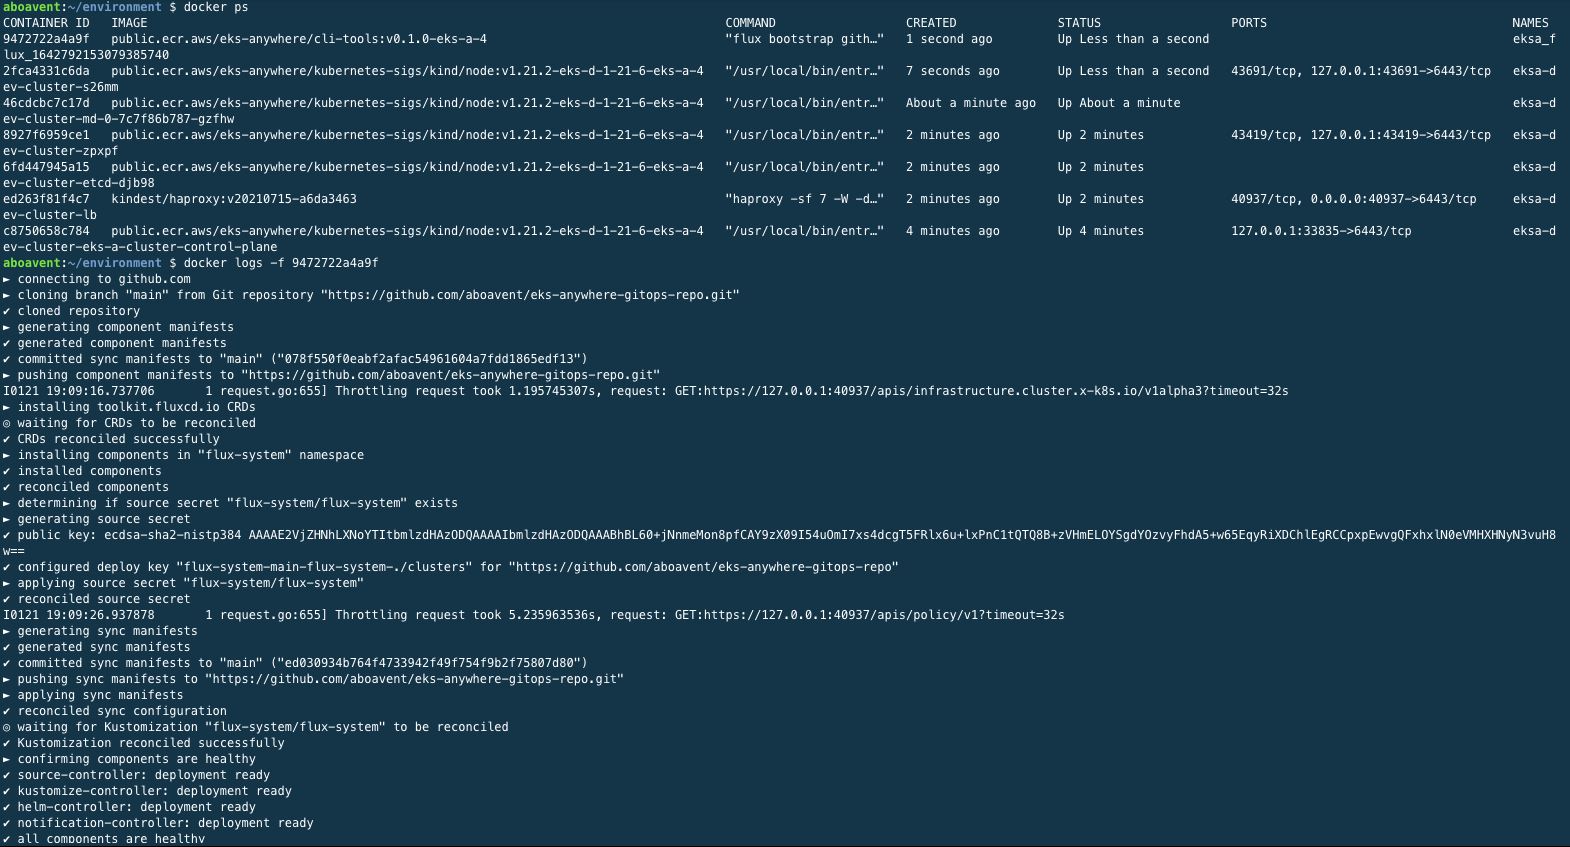 aboavent:~/environment $ docker ps
CONTAINER ID   IMAGE                                                                                COMMAND                  CREATED              STATUS                  PORTS                                 NAMES
9472722a4a9f   public.ecr.aws/eks-anywhere/cli-tools:v0.1.0-eks-a-4                                 "flux bootstrap gith…"   1 second ago         Up Less than a second                                         eksa_f
lux_1642792153079385740
2fca4331c6da   public.ecr.aws/eks-anywhere/kubernetes-sigs/kind/node:v1.21.2-eks-d-1-21-6-eks-a-4   "/usr/local/bin/entr…"   7 seconds ago        Up Less than a second   43691/tcp, 127.0.0.1:43691->6443/tcp   eksa-d
ev-cluster-s26mm
46cdcbc7c17d   public.ecr.aws/eks-anywhere/kubernetes-sigs/kind/node:v1.21.2-eks-d-1-21-6-eks-a-4   "/usr/local/bin/entr…"   About a minute ago   Up About a minute                                              eksa-d
ev-cluster-md-0-7c7f86b787-gzfhw
8927f6959ce1   public.ecr.aws/eks-anywhere/kubernetes-sigs/kind/node:v1.21.2-eks-d-1-21-6-eks-a-4   "/usr/local/bin/entr…"   2 minutes ago        Up 2 minutes            43419/tcp, 127.0.0.1:43419->6443/tcp   eksa-d
ev-cluster-zpxpf
6fd447945a15   public.ecr.aws/eks-anywhere/kubernetes-sigs/kind/node:v1.21.2-eks-d-1-21-6-eks-a-4   "/usr/local/bin/entr…"   2 minutes ago        Up 2 minutes                                                   eksa-d
ev-cluster-etcd-djb98
ed263f81f4c7   kindest/haproxy:v20210715-a6da3463                                                   "haproxy -sf 7 -W -d…"   2 minutes ago        Up 2 minutes            40937/tcp, 0.0.0.0:40937->6443/tcp     eksa-d
ev-cluster-lb
c8750658c784   public.ecr.aws/eks-anywhere/kubernetes-sigs/kind/node:v1.21.2-eks-d-1-21-6-eks-a-4   "/usr/local/bin/entr…"   4 minutes ago        Up 4 minutes            127.0.0.1:33835->6443/tcp              eksa-d
ev-cluster-eks-a-cluster-control-plane
aboavent:~/environment $ docker logs -f 9472722a4a9f
► connecting to github.com
► cloning branch "main" from Git repository "https://github.com/aboavent/eks-anywhere-gitops-repo.git"
✔ cloned repository
► generating component manifests
✔ generated component manifests
✔ committed sync manifests to "main" ("078f550f0eabf2afac54961604a7fdd1865edf13")
► pushing component manifests to "https://github.com/aboavent/eks-anywhere-gitops-repo.git"
I0121 19:09:16.737706       1 request.go:655] Throttling request took 1.195745307s, request: GET:https://127.0.0.1:40937/apis/infrastructure.cluster.x-k8s.io/v1alpha3?timeout=32s
► installing toolkit.fluxcd.io CRDs
◎ waiting for CRDs to be reconciled
✔ CRDs reconciled successfully
► installing components in "flux-system" namespace
✔ installed components
✔ reconciled components
► determining if source secret "flux-system/flux-system" exists
► generating source secret
✔ public key: ecdsa-sha2-nistp384 AAAAE2VjZHNhLXNoYTItbmlzdHAzODQAAAAIbmlzdHAzODQAAABhBL60+jNnmeMon8pfCAY9zX09I54uOmI7xs4dcgT5FRlx6u+lxPnC1tQTQ8B+zVHmELOYSgdYOzvyFhdA5+w65EqyRiXDChlEgRCCpxpEwvgQFxhxlN0eVMHXHNyN3vuH8
w==
✔ configured deploy key "flux-system-main-flux-system-./clusters" for "https://github.com/aboavent/eks-anywhere-gitops-repo"
► applying source secret "flux-system/flux-system"
✔ reconciled source secret
I0121 19:09:26.937878       1 request.go:655] Throttling request took 5.235963536s, request: GET:https://127.0.0.1:40937/apis/policy/v1?timeout=32s
► generating sync manifests
✔ generated sync manifests
✔ committed sync manifests to "main" ("ed030934b764f4733942f49f754f9b2f75807d80")
► pushing sync manifests to "https://github.com/aboavent/eks-anywhere-gitops-repo.git"
► applying sync manifests
✔ reconciled sync configuration
◎ waiting for Kustomization "flux-system/flux-system" to be reconciled
✔ Kustomization reconciled successfully
► confirming components are healthy
✔ source-controller: deployment ready
✔ kustomize-controller: deployment ready
✔ helm-controller: deployment ready
✔ notification-controller: deployment ready
✔ all components are healthy